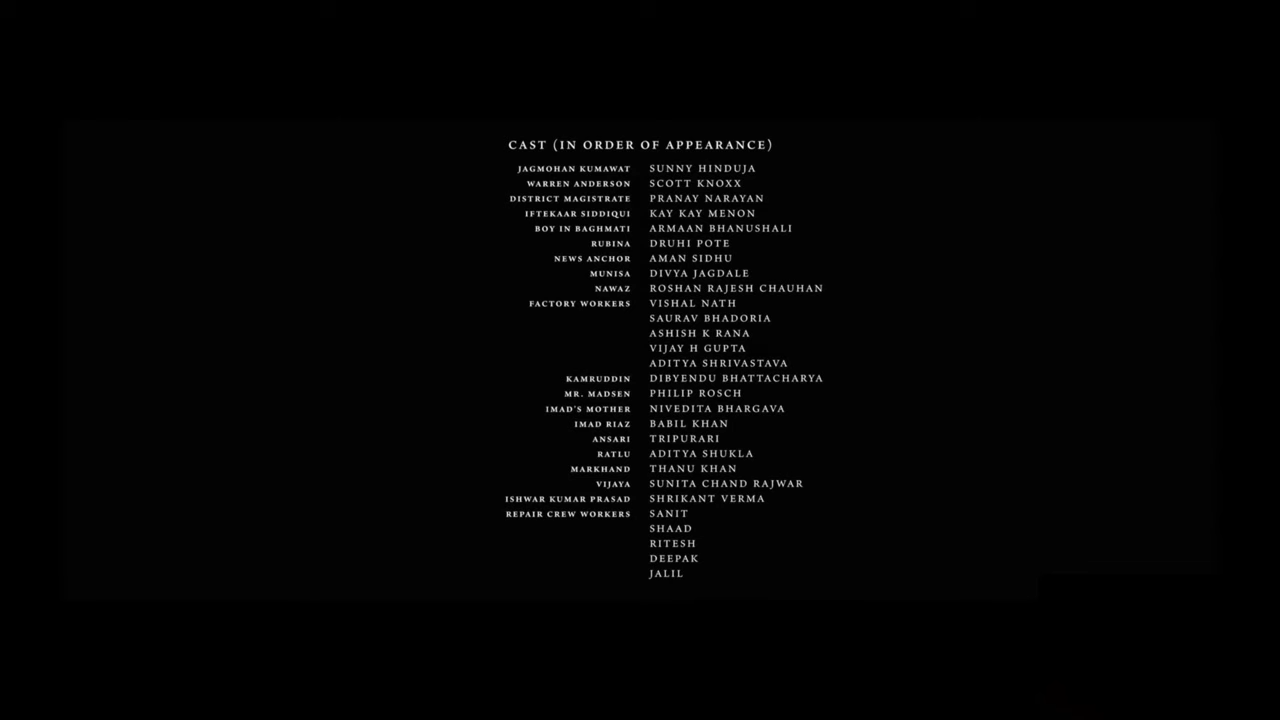 CAST (IN ORDER OF APPEARANCE)
JAGMOHAN KUMAWAT SUNNY HINDUJA
WARREN ANDERSON SCOTT KNOXX
DISTRICT MAGISTRATE PRANAY NARAYAN
IFTEKAAR SIDDIQUI KAY KAY MENON
BOY IN BAGHMATI ARMAAN BHANUSHALI
RUBINA DRUHI POTE
NEWS ANCHOR AMAN SIDHU
MUNISA DIVYA JAGDALE
NAWAZ ROSHAN RAJESH CHAUHAN
FACTORY WORKERS VISHAL NATH
SAURAV BHADORIA
ASHISH K RANA
VIJAY H GUPTA
ADITYA SHRIVASTAVA
KAMRUDDIN DIBYENDU BHATTACHARYA
MR. MADSEN PHILIP ROSCH
IMAD'S MOTHER NIVEDITA BHARGAVA
IMAD RIAZ BABIL KHAN
ANSARI TRIPURARI
RATLU ADITYA SHUKLA
MARKHAND THANU KHAN
VIJAYA SUNITA CHAND RAJWAR
ISHWAR KUMAR PRASAD SHRIKANT VERMA
REPAIR CREW WORKERS SANIT
SHAAD
RITESH
DEEPAK
JALIL